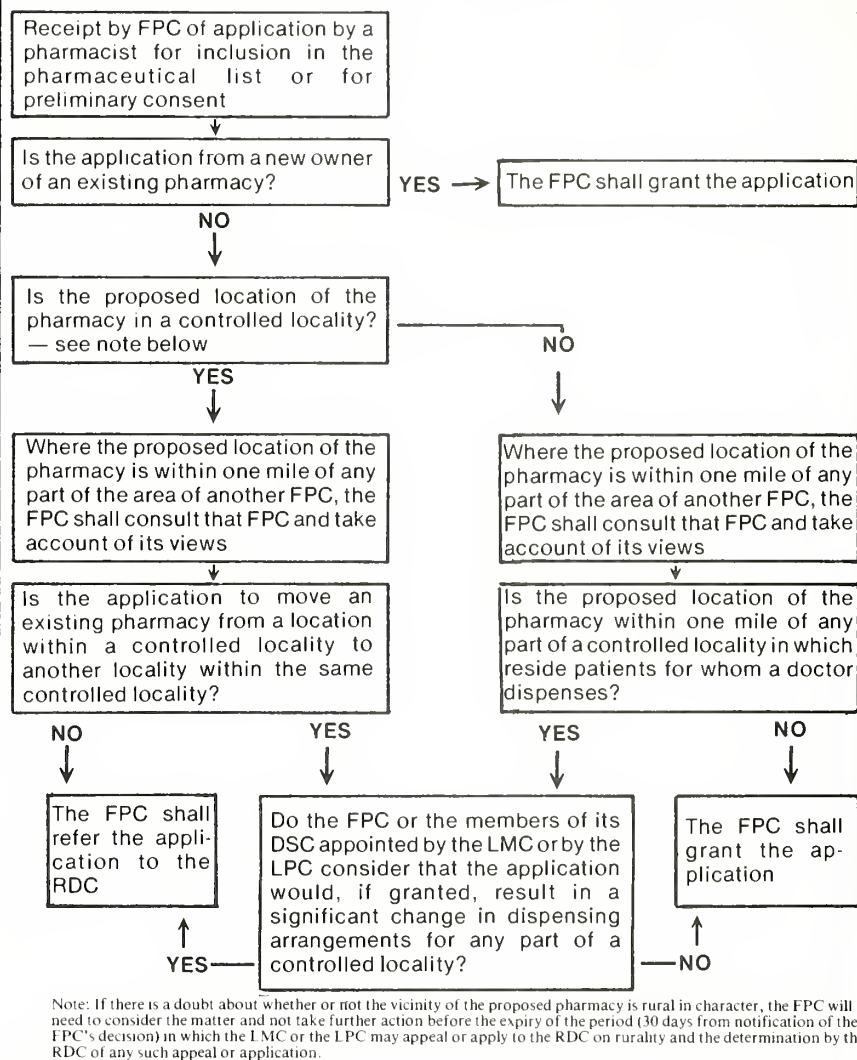 Receipt by FPC of application by a
pharmacist for inclusion in the
pharmaceutical list or for
preliminary consent
Is the application from a new owner
of an existing pharmacy?
YES
The FPC shall grant the application
NO
Is the proposed location of the
pharmacy in a controlled locality?
— see note below
NO
YES
Where the proposed location of the
pharmacy is within one mile of any
part of the area of another FPC, the
FPC shall consult that FPC and take
account of its views
Where the proposed location of the
pharmacy is within one mile of any
part of the area of another FPC, the
FPC shall consult that FPC and take
account of its views
Is the application to move an
existing pharmacy from a location
within a controlled locality to
another locality within the same
controlled locality?
Is the proposed location of the
pharmacy within one mile of any
part of a controlled locality in which
reside patients for whom a doctor
dispenses?
NO
YES
YES
NO
The FPC shall
refer the appli-
cation to the
RDC
Do the FPC or the members of its
DSC appointed by the LMC or by the
LPC consider that the application
would, if granted, result in a
significant change in dispensing
arrangements for any part of a
controlled locality?
The FPC shall
grant the ap-
plication
YES
NO
Note: If there is a doubt about whether or not the vicinity of the proposed pharmacy is rural in character, the FPC will
need to consider the matter and not take further action before the expiry of the period (30 days from notification of the
FPC's decision) in which the LMC or the LPC may appeal or apply to the RDC on rurality and the determination by th
RDC of any such appeal or application.